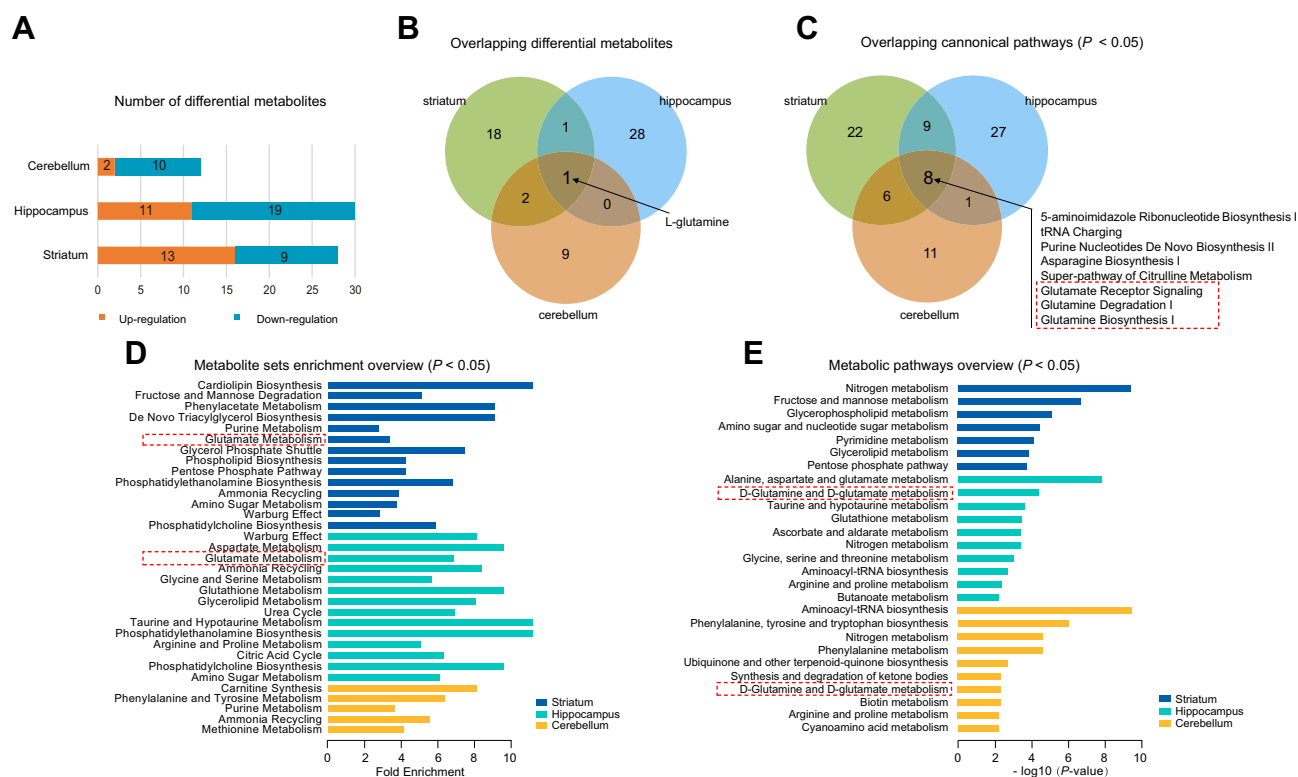 A
Number of differential metabolites
Cerebellum
2
10
Hippocampus
11
19
Striatum
13
9
0 5 10 15 20 25 30
Up-regulation
Down-regulation
B
Overlapping differential metabolites
striatum
hippocampus
18
1
28
1
2
0
L-glutamine
9
cerebellum
C
Overlapping cannonical pathways (P < 0.05)
striatum
hippocampus
22
9
27
8
6
1
11
cerebellum
5-aminoimidazole Ribonucleotide Biosynthesis I
tRNA Charging
Purine Nucleotides De Novo Biosynthesis II
Asparagine Biosynthesis I
Super-pathway of Citrulline Metabolism
Glutamate Receptor Signaling
Glutamine Degradation I
Glutamine Biosynthesis I
D
Metabolite sets enrichment overview (P < 0.05)
Cardiolipin Biosynthesis
Fructose and Mannose Degradation
Phenylacetate Metabolism
De Novo Triacylglycerol Biosynthesis
Purine Metabolism
Glutamate Metabolism
Glycerol Phosphate Shuttle
Phospholipid Biosynthesis
Pentose Phosphate Pathway
Phosphatidylethanolamine Biosynthesis
Ammonia Recycling
Amino Sugar Metabolism
Warburg Effect
Phosphatidylcholine Biosynthesis
Warburg Effect
Aspartate Metabolism
Glutamate Metabolism
Ammonia Recycling
Glycine and Serine Metabolism
Glutathione Metabolism
Glycerolipid Metabolism
Urea Cycle
Taurine and Hypotaurine Metabolism
Phosphatidylethanolamine Biosynthesis
Arginine and Proline Metabolism
Citric Acid Cycle
Phosphatidylcholine Biosynthesis
Amino Sugar Metabolism
Carnitine Synthesis
Phenylalanine and Tyrosine Metabolism
Purine Metabolism
Ammonia Recycling
Methionine Metabolism
Striatum
Hippocampus
Cerebellum
0 2 4 6 8 10
Fold Enrichment
E
Metabolic pathways overview (P < 0.05)
Nitrogen metabolism
Fructose and mannose metabolism
Glycerophospholipid metabolism
Amino sugar and nucleotide sugar metabolism
Pyrimidine metabolism
Glycerolipid metabolism
Pentose phosphate pathway
Alanine, aspartate and glutamate metabolism
D-Glutamine and D-glutamate metabolism
Taurine and hypotaurine metabolism
Glutathione metabolism
Ascorbate and aldarate metabolism
Nitrogen metabolism
Glycine, serine and threonine metabolism
Aminoacyl-tRNA biosynthesis
Arginine and proline metabolism
Butanoate metabolism
Aminoacyl-tRNA biosynthesis
Phenylalanine, tyrosine and tryptophan biosynthesis
Nitrogen metabolism
Phenylalanine metabolism
Ubiquinone and other terpenoid-quinone biosynthesis
Synthesis and degradation of ketone bodies
D-Glutamine and D-glutamate metabolism
Biotin metabolism
Arginine and proline metabolism
Cyanoamino acid metabolism
Striatum
Hippocampus
Cerebellum
0 2 4 6 8 10
- log10 (P-value)